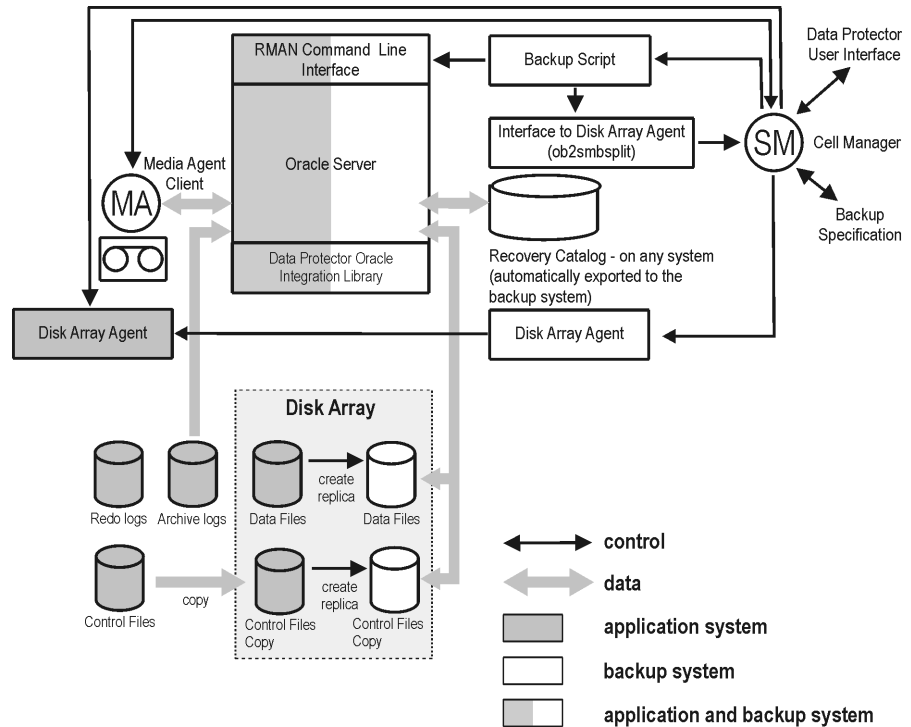 RMAN Command Line
Interface
Backup Script
Data Protector
User Interface
Interface to Disk Array Agent
(ob2smbsplit)
SM
Cell Manager
Media Agent
Client
Oracle Server
MA
Backup
Specification
Data Protector Oracle
Integration Library
Recovery Catalog - on any system
(automatically exported to the
backup system)
Disk Array Agent
Disk Array Agent
Disk Array
create
replica
Redo logs
Archive logs
Data Files
Data Files
copy
create
replica
Control Files
Control Files
Copy
Control Files
Copy
control
data
application system
backup system
application and backup system